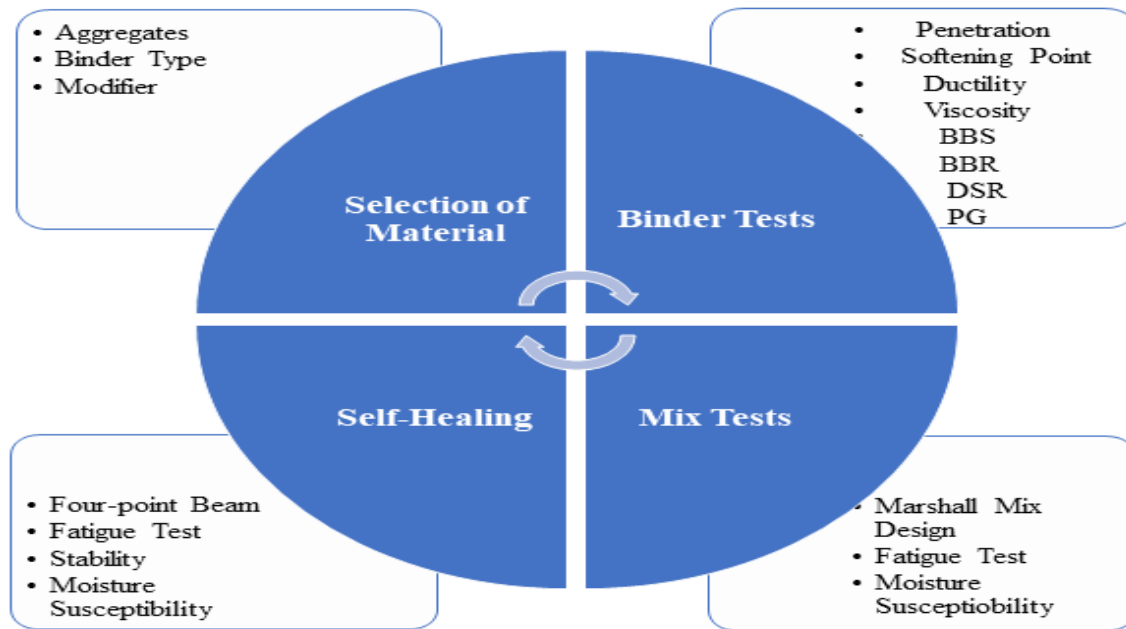 • Aggregates
• Binder Type
• Modifier
• Penetration
• Softening Point
• Ductility
• Viscosity
• BBS
BBR
DSR
PG
Selection of
Material
Binder Tests
Self-Healing
Mix Tests
• Four-point Beam
• Fatigue Test
• Stability
• Moisture
Susceptibility
• Marshall Mix
Design
• Fatigue Test
• Moisture
Susceptiobility